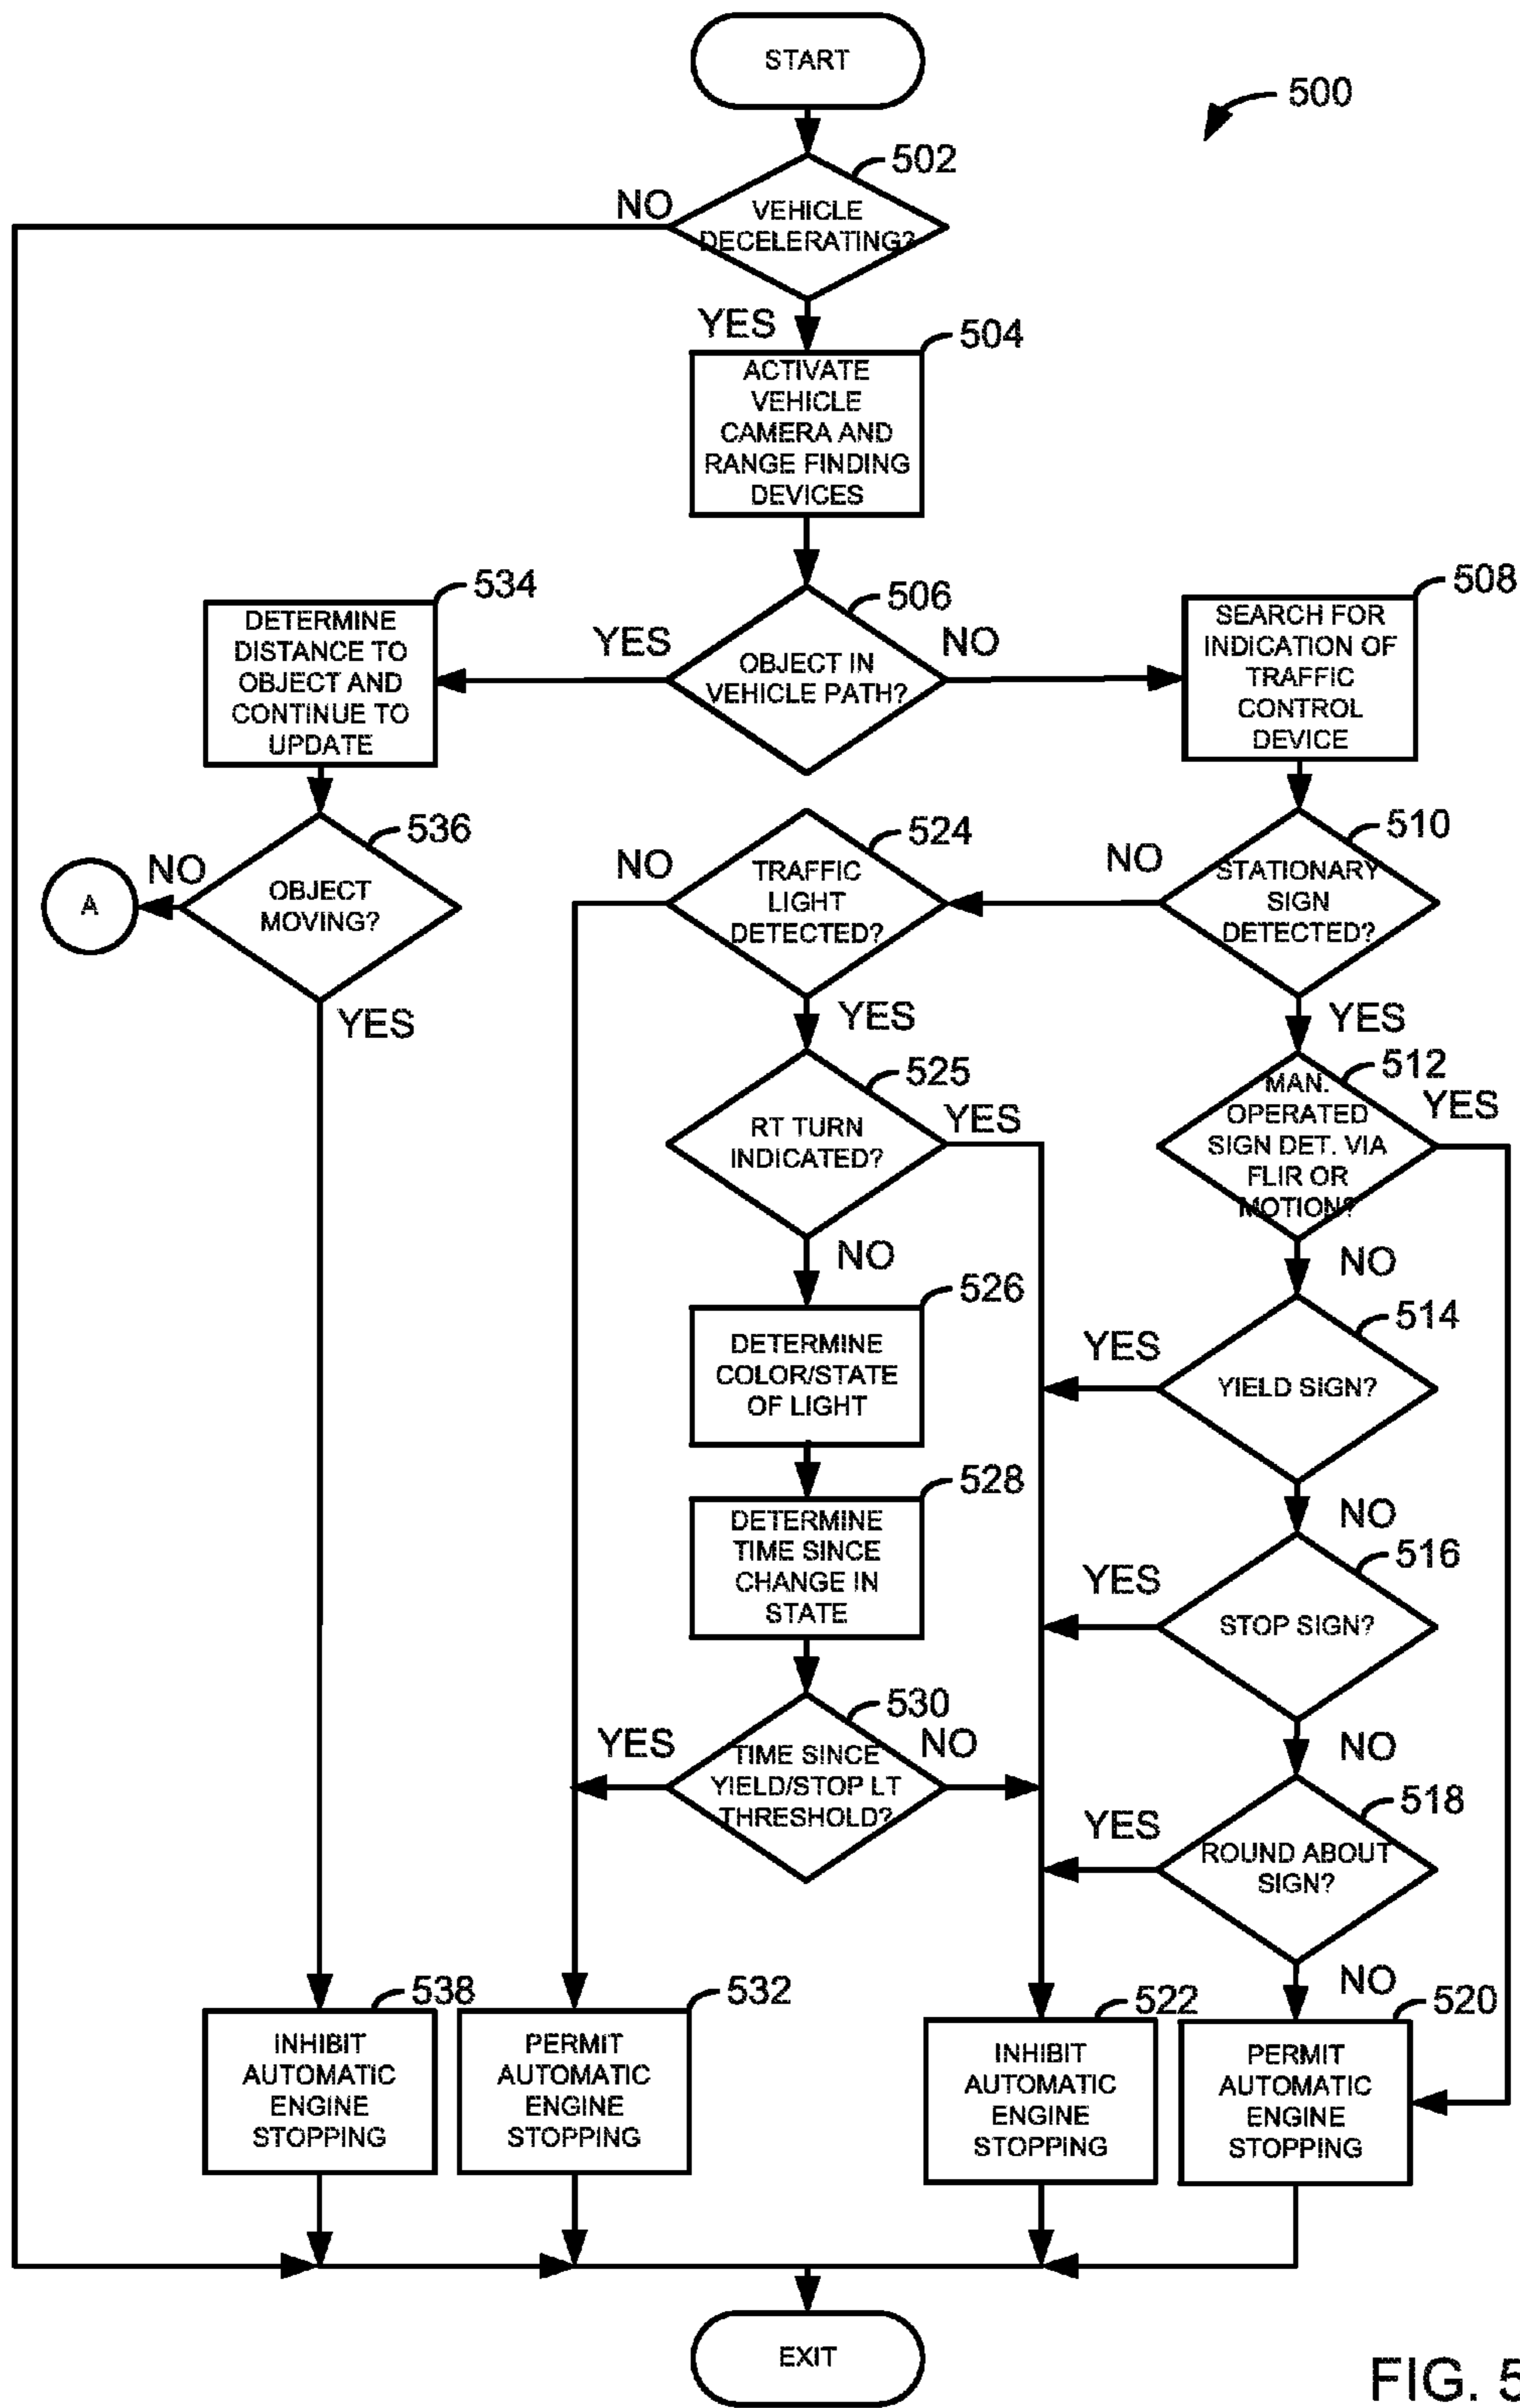 START
500
502
NO
VEHICLE
DECELERATING?
YES
504
ACTIVATE
VEHICLE
CAMERA AND
RANGE FINDING
DEVICES
534
DETERMINE
DISTANCE TO
OBJECT AND
CONTINUE TO
UPDATE
506
YES
OBJECT IN
VEHICLE PATH?
NO
508
SEARCH FOR
INDICATION OF
TRAFFIC
CONTROL
DEVICE
536
NO
A
OBJECT
MOVING?
YES
524
NO
TRAFFIC
LIGHT
DETECTED?
YES
510
NO
STATIONARY
SIGN
DETECTED?
YES
525
RT TURN
INDICATED?
YES
NO
512
MAN.
OPERATED
SIGN DET. VIA
FLIR OR
MOTION?
YES
NO
526
DETERMINE
COLOR/STATE
OF LIGHT
514
YES
YIELD SIGN?
NO
528
DETERMINE
TIME SINCE
CHANGE IN
STATE
516
YES
STOP SIGN?
NO
530
YES
TIME SINCE
YIELD/STOP LT
THRESHOLD?
NO
518
YES
ROUND ABOUT
SIGN?
NO
538
INHIBIT
AUTOMATIC
ENGINE
STOPPING
532
PERMIT
AUTOMATIC
ENGINE
STOPPING
522
INHIBIT
AUTOMATIC
ENGINE
STOPPING
520
PERMIT
AUTOMATIC
ENGINE
STOPPING
EXIT
FIG. 5